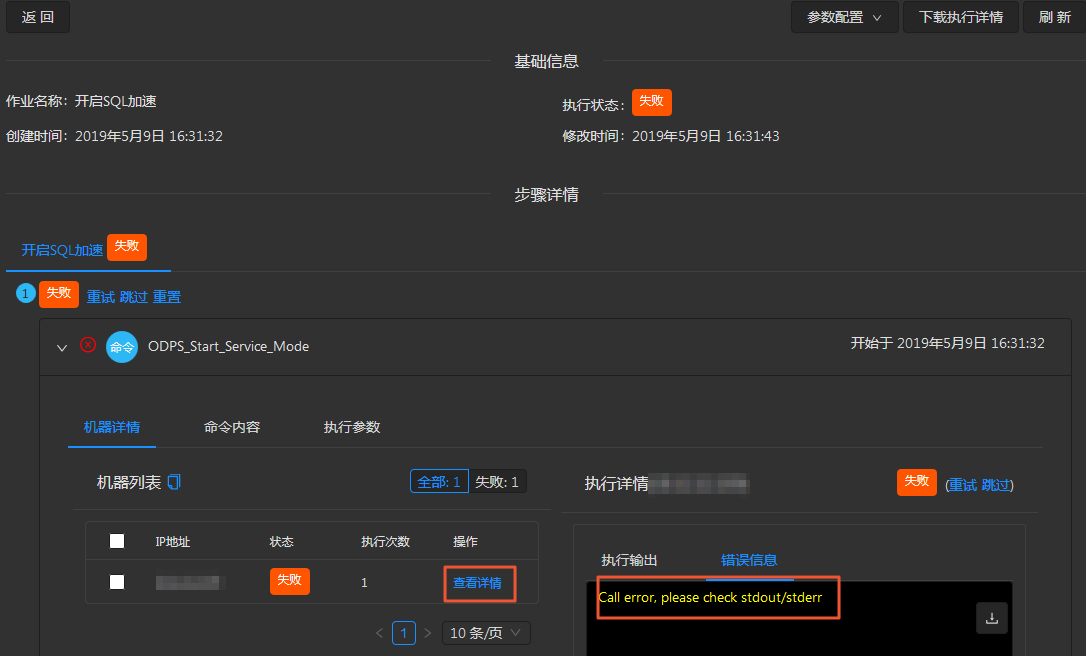 返 回
参数配置
下载执行详情
刷 新
基础信息
作业名称：开启SQL加速
执行状态：失败
创建时间：2019年5月9日 16:31:32
修改时间：2019年5月9日 16:31:43
步骤详情
开启SQL加速 失败
1 失败 重试 跳过 重置
命令 ODPS_Start_Service_Mode
开始于 2019年5月9日 16:31:32
机器详情 命令内容 执行参数
机器列表 全部: 1 失败: 1
执行详情 失败 (重试 跳过)
IP地址 状态 执行次数 操作
失败 1 查看详情
< 1 > 10 条/页
执行输出 错误信息
Call error, please check stdout/stderr